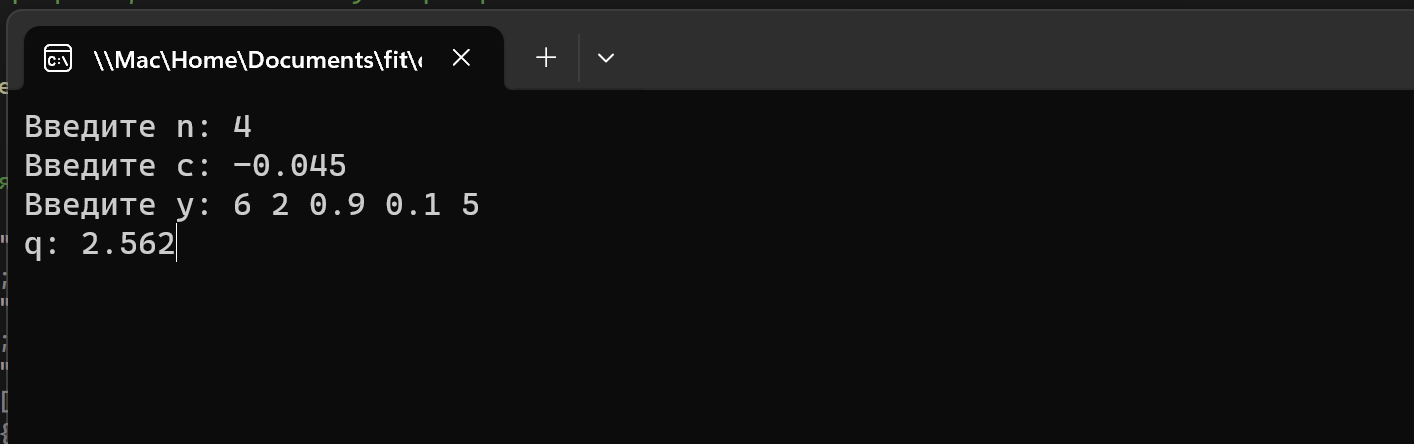 \\Mac\Home\Documents\fit\
Введите n: 4
Введите c: -0.045
Введите y: 6 2 0.9 0.1 5
q: 2.562